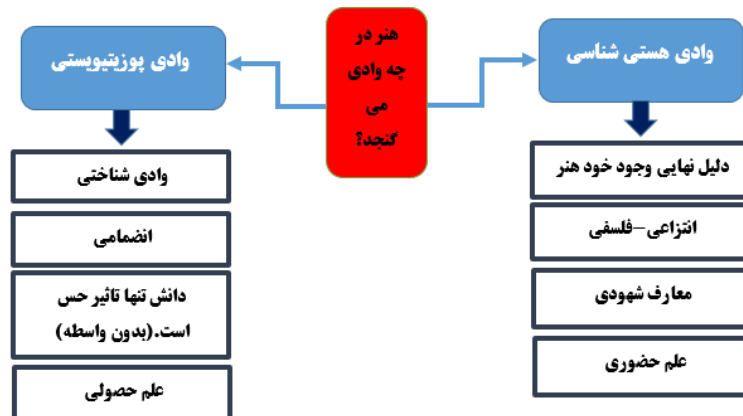 هنر در
چه وادی
می
گنجد؟
وادی هستی شناسی
دلیل نهایی وجود خود هنر
انتزاعی–فلسفی
معارف شهودی
علم حضوری
وادی پوزیتیویستی
وادی شناختی
انضمامی
دانش تنها تاثیر حس
است.(بدون واسطه)
علم حصولی